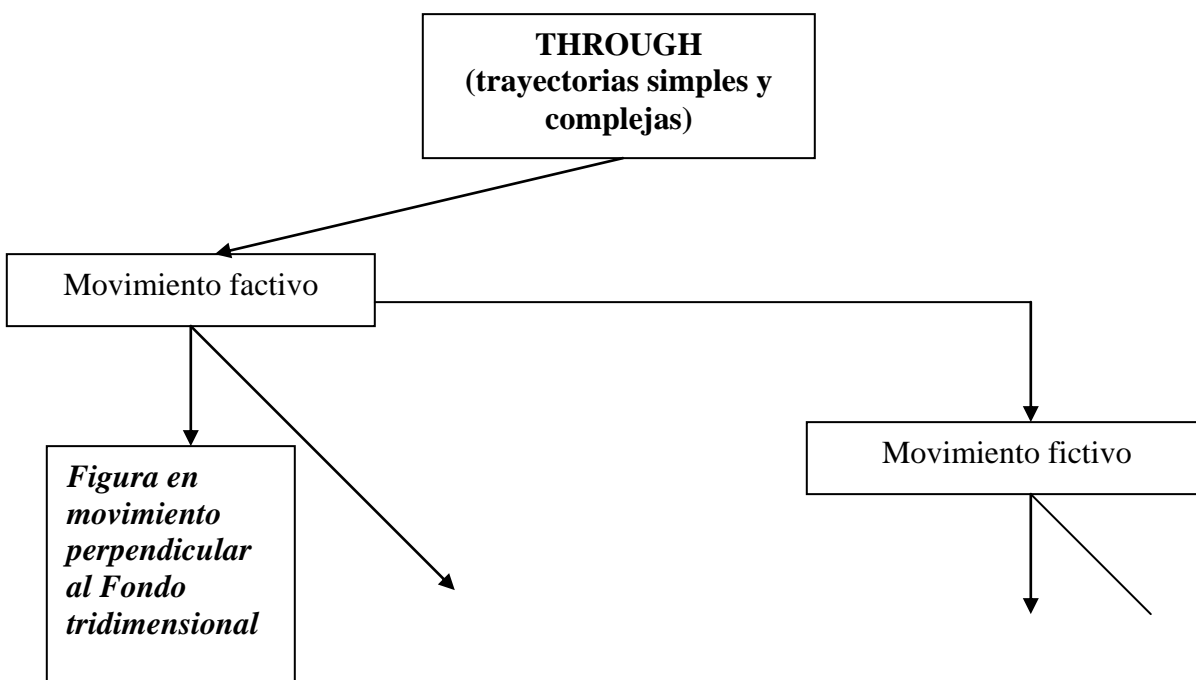 THROUGH
(trayectorias simples y
complejas)
Movimiento factivo
Movimiento fictivo
Figura en
movimiento
perpendicular
al Fondo
tridimensional